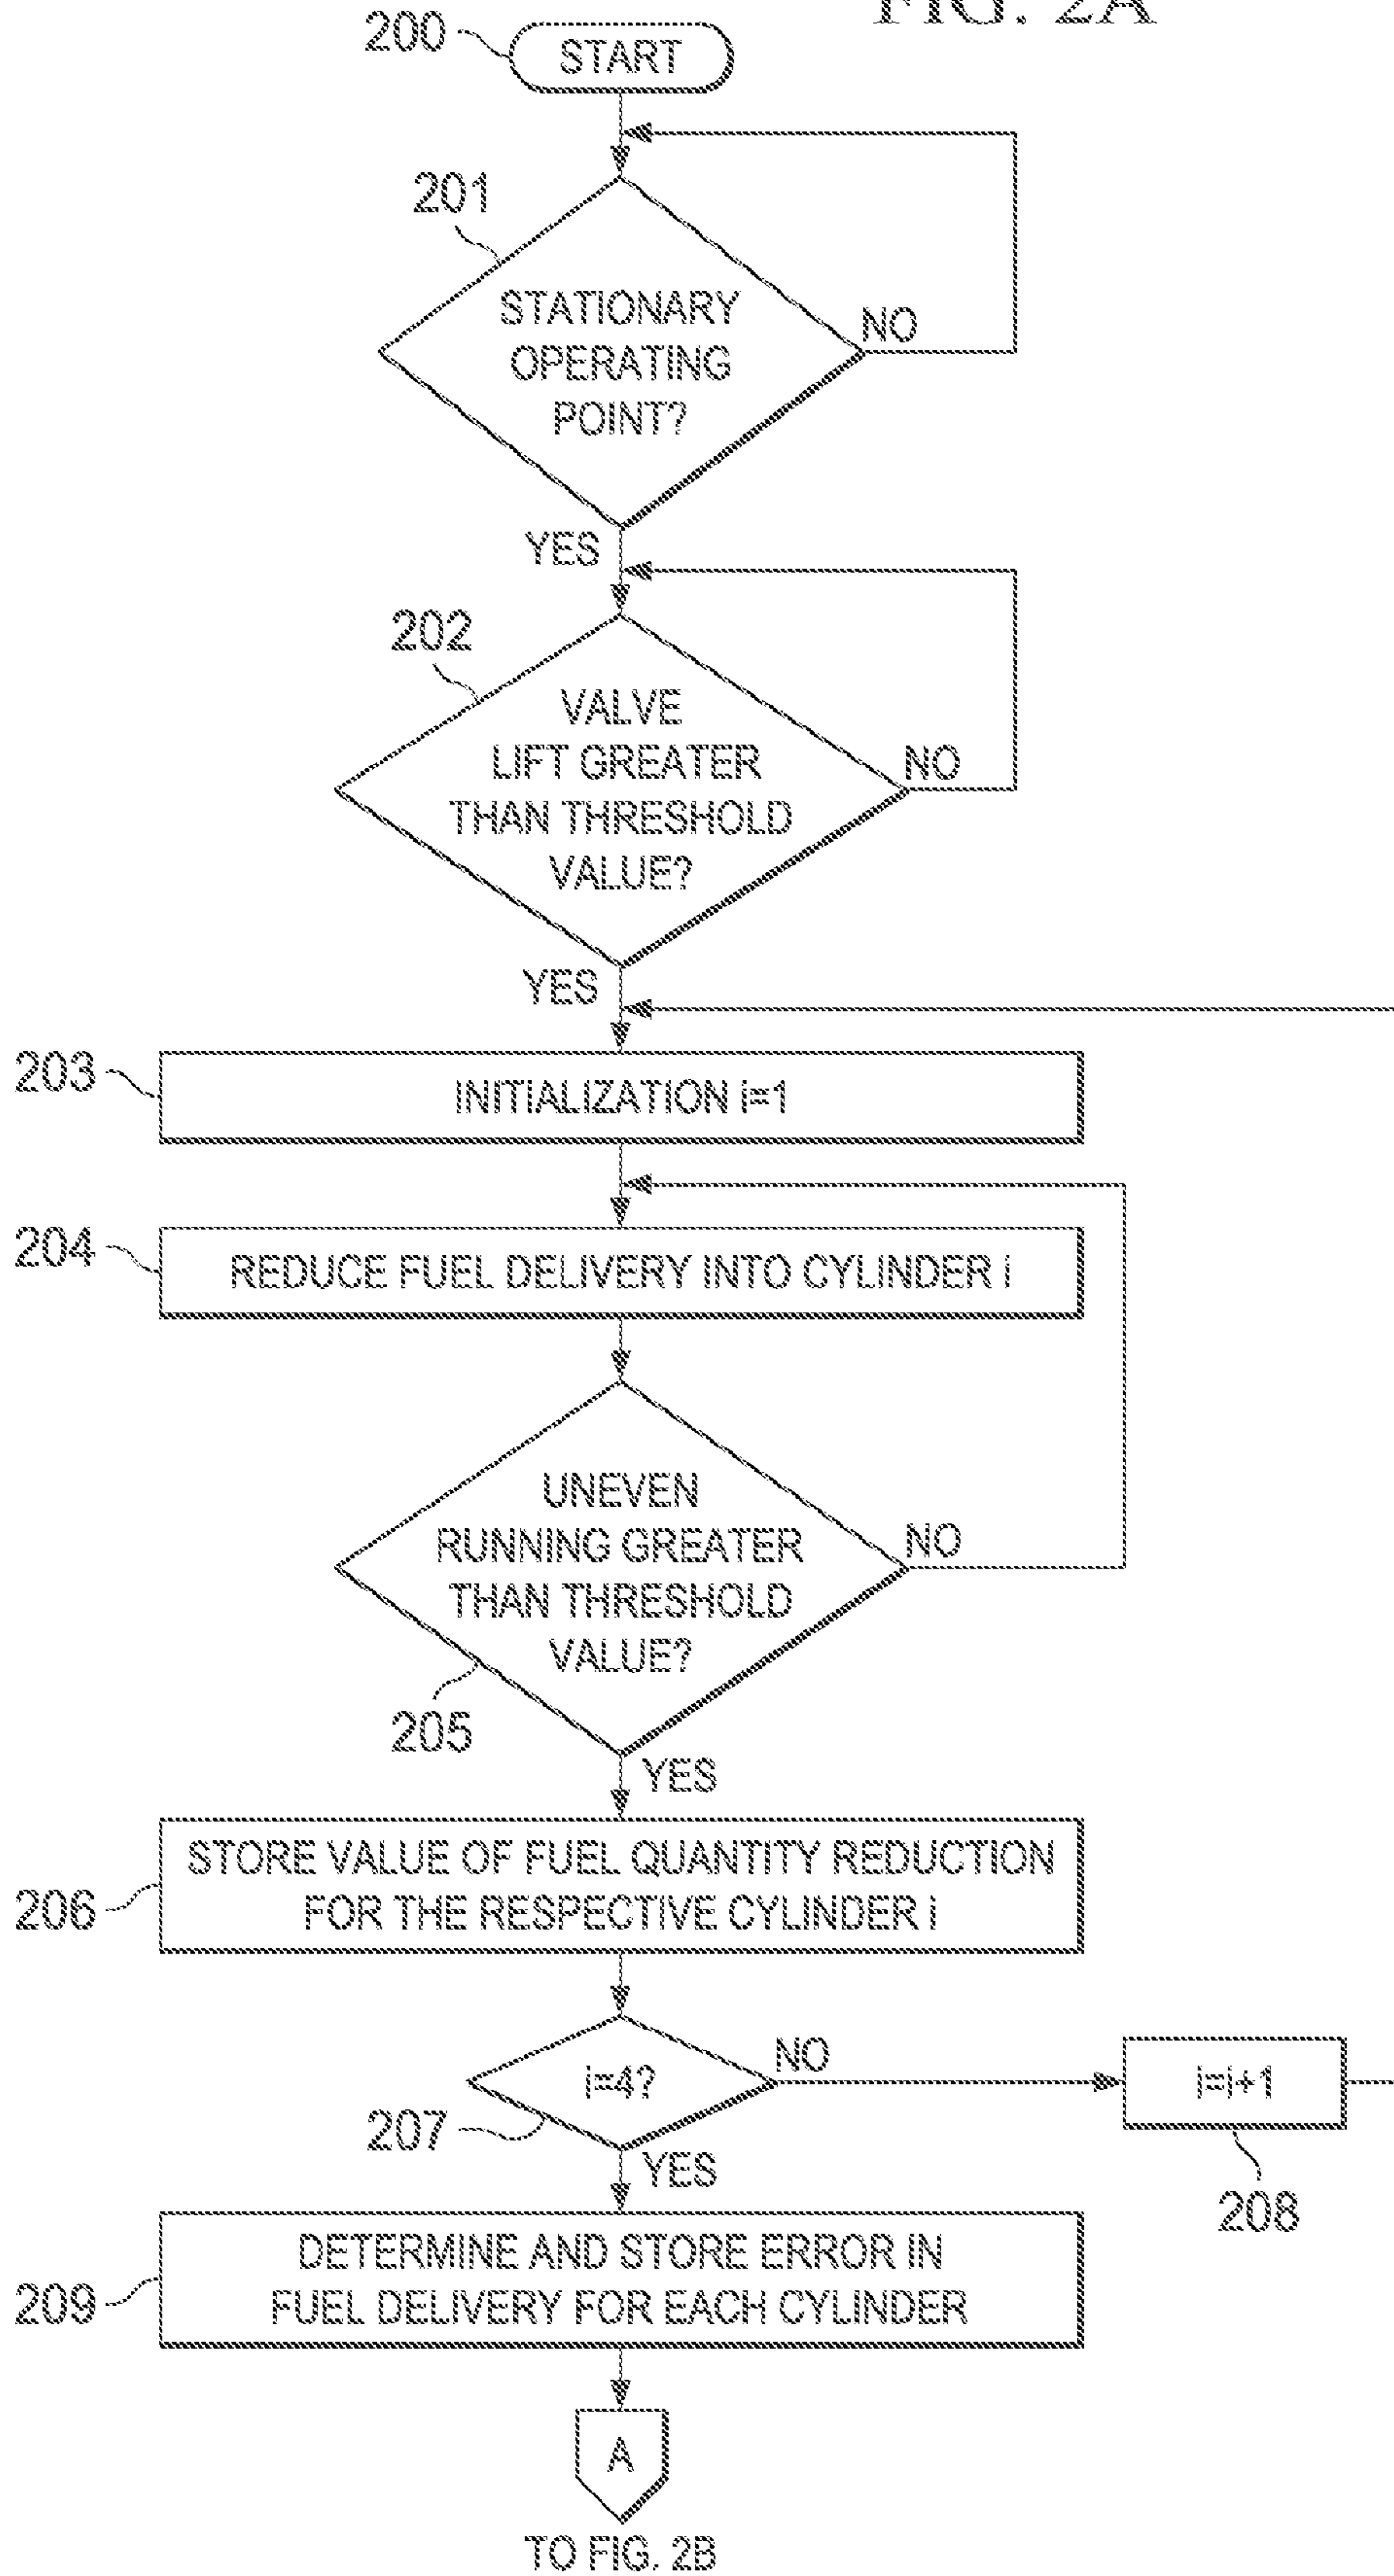 FIG. 2A
200
START
201
STATIONARY
OPERATING
POINT?
NO
YES
202
VALVE
LIFT GREATER
THAN THRESHOLD
VALUE?
NO
YES
203
INITIALIZATION i=1
204
REDUCE FUEL DELIVERY INTO CYLINDER i
UNEVEN
RUNNING GREATER
THAN THRESHOLD
VALUE?
NO
205
YES
206
STORE VALUE OF FUEL QUANTITY REDUCTION
FOR THE RESPECTIVE CYLINDER i
i=4?
NO
i=i+1
207
YES
208
209
DETERMINE AND STORE ERROR IN
FUEL DELIVERY FOR EACH CYLINDER
A
TO FIG. 2B